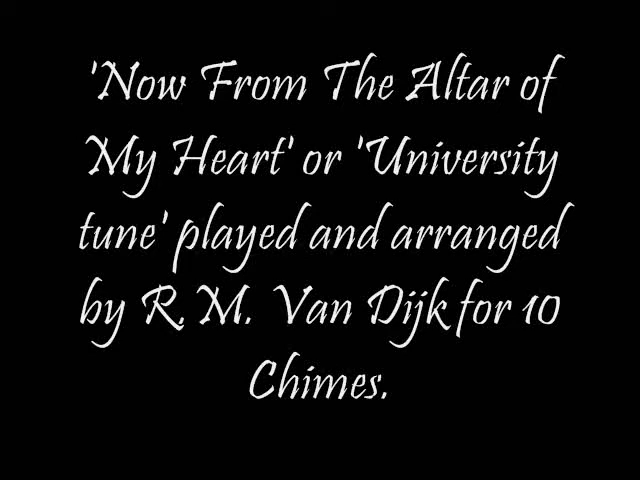 'Now From The Altar of
My Heart' or 'University
tune' played and arranged
by R. M. Van Dijk for 10
Chimes.